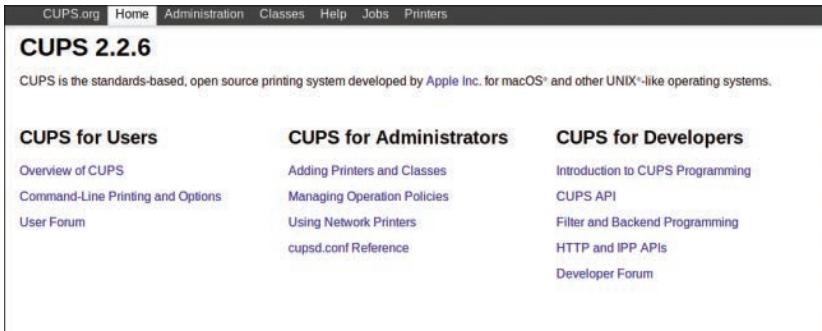 CUPS.org Home Administration Classes Help Jobs Printers
CUPS 2.2.6
CUPS is the standards-based, open source printing system developed by Apple Inc. for macOS® and other UNIX®-like operating systems.
CUPS for Users
Overview of CUPS
Command-Line Printing and Options
User Forum
CUPS for Administrators
Adding Printers and Classes
Managing Operation Policies
Using Network Printers
cupsd.conf Reference
CUPS for Developers
Introduction to CUPS Programming
CUPS API
Filter and Backend Programming
HTTP and IPP APIs
Developer Forum